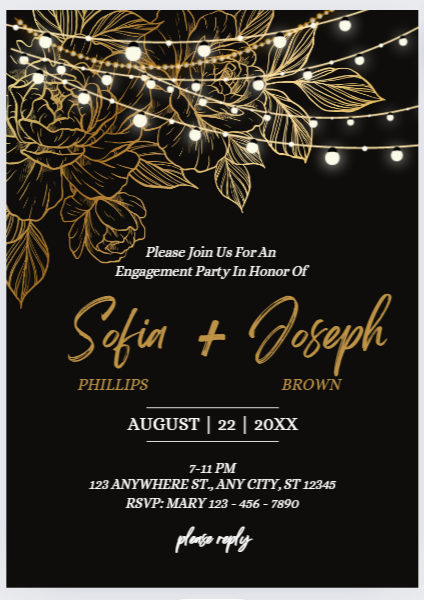 Please Join Us For An
Engagement Party In Honor Of
Sofia + Joseph
PHILLIPS BROWN
AUGUST | 22 | 20XX
7-11 PM
123 ANYWHERE ST., ANY CITY, ST 12345
RSVP: MARY 123 - 456 - 7890
please reply